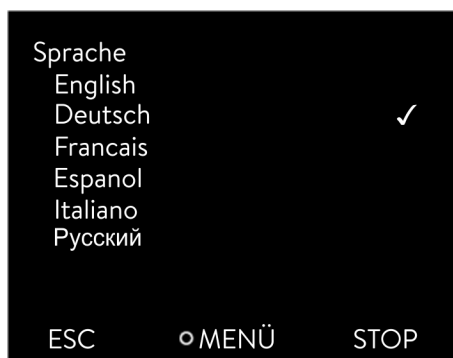 Sprache
English
Deutsch ✓
Francais
Espanol
Italiano
Русский
ESC MENÜ STOP